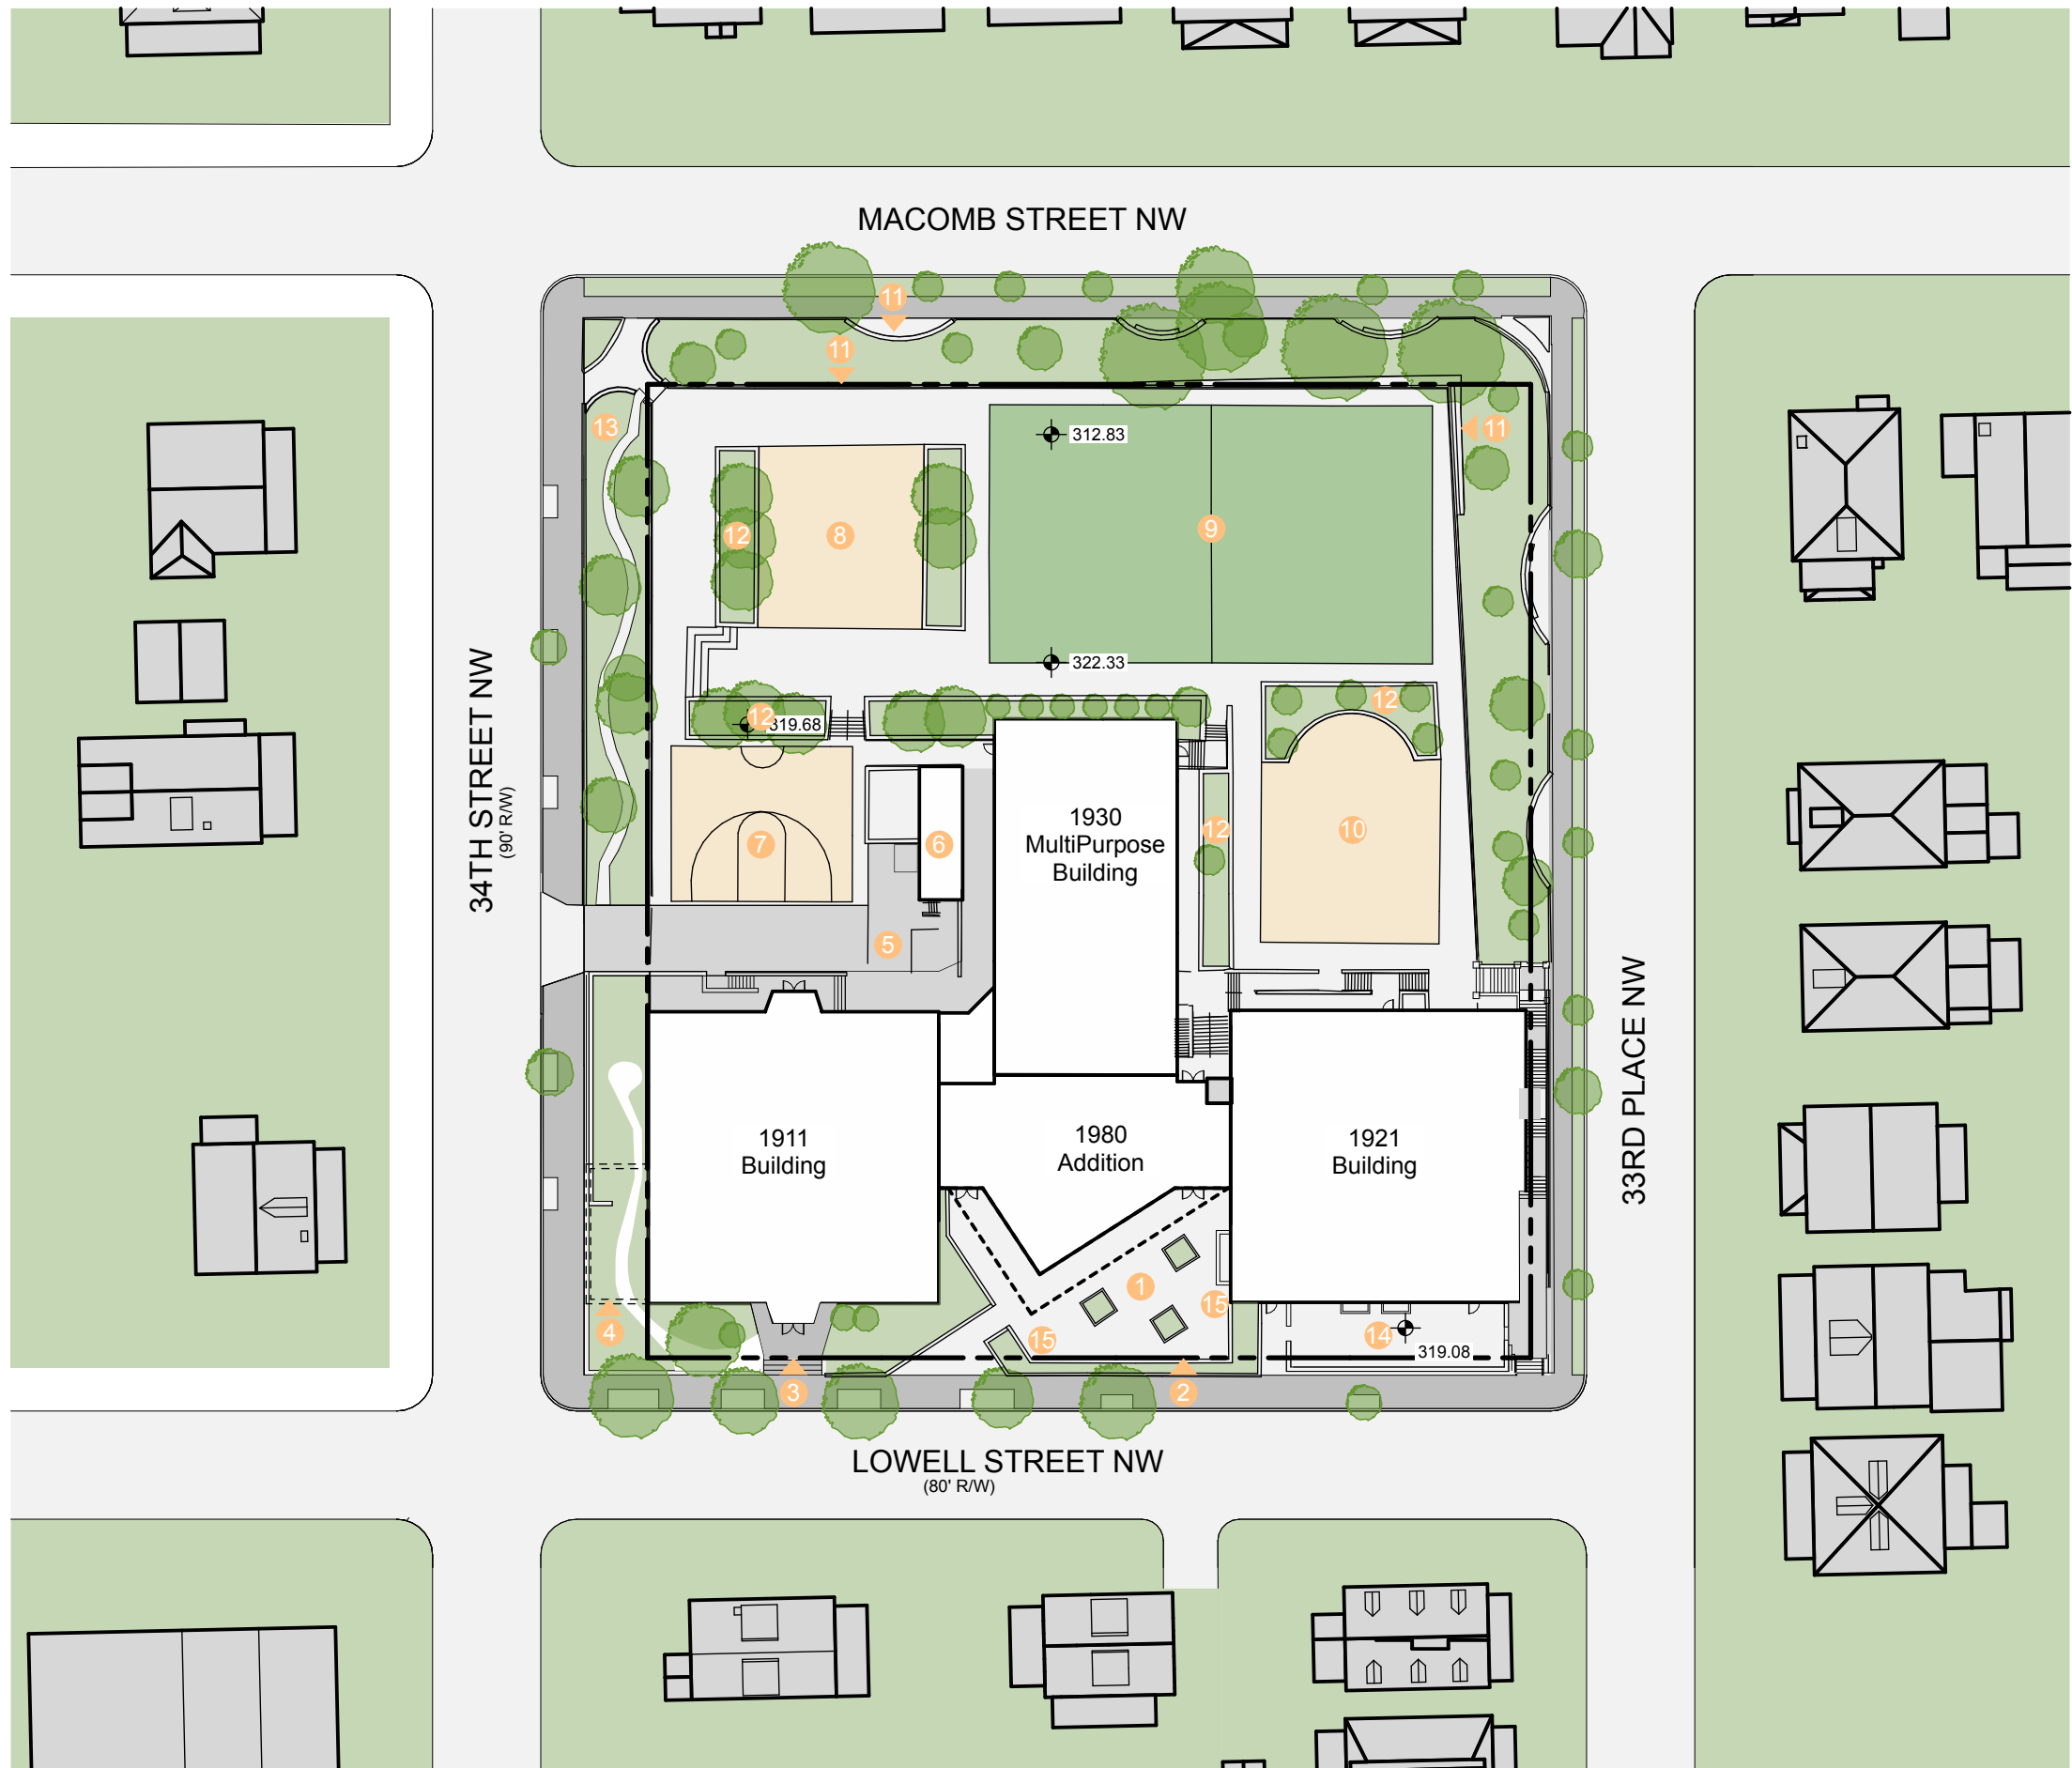 MACOMB STREET NW
11
11
13
11
312.83
12
8
9
34TH STREET NW
(90' R/W)
322.33
12
12
319.68
7
6
1930
MultiPurpose
Building
12
10
5
33RD PLACE NW
1911
Building
1980
Addition
1921
Building
1
15
4
15
14
319.08
3
2
LOWELL STREET NW
(80' R/W)